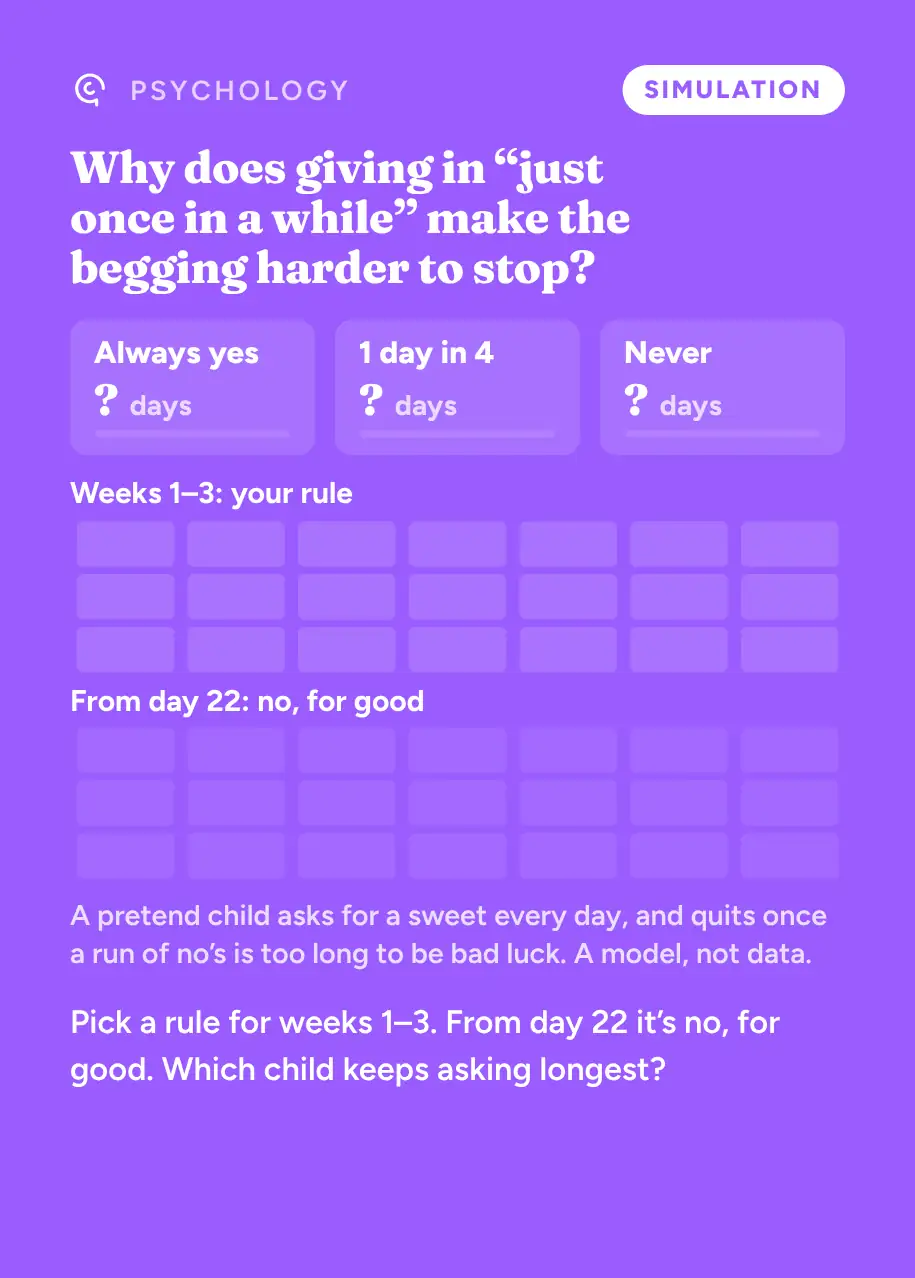 PSYCHOLOGY
SIMULATION
Why does giving in “just
once in a while” make the
begging harder to stop?
Always yes
? days
1 day in 4
? days
Never
? days
Weeks 1–3: your rule
From day 22: no, for good
A pretend child asks for a sweet every day, and quits once
a run of no’s is too long to be bad luck. A model, not data.
Pick a rule for weeks 1–3. From day 22 it’s no, for
good. Which child keeps asking longest?